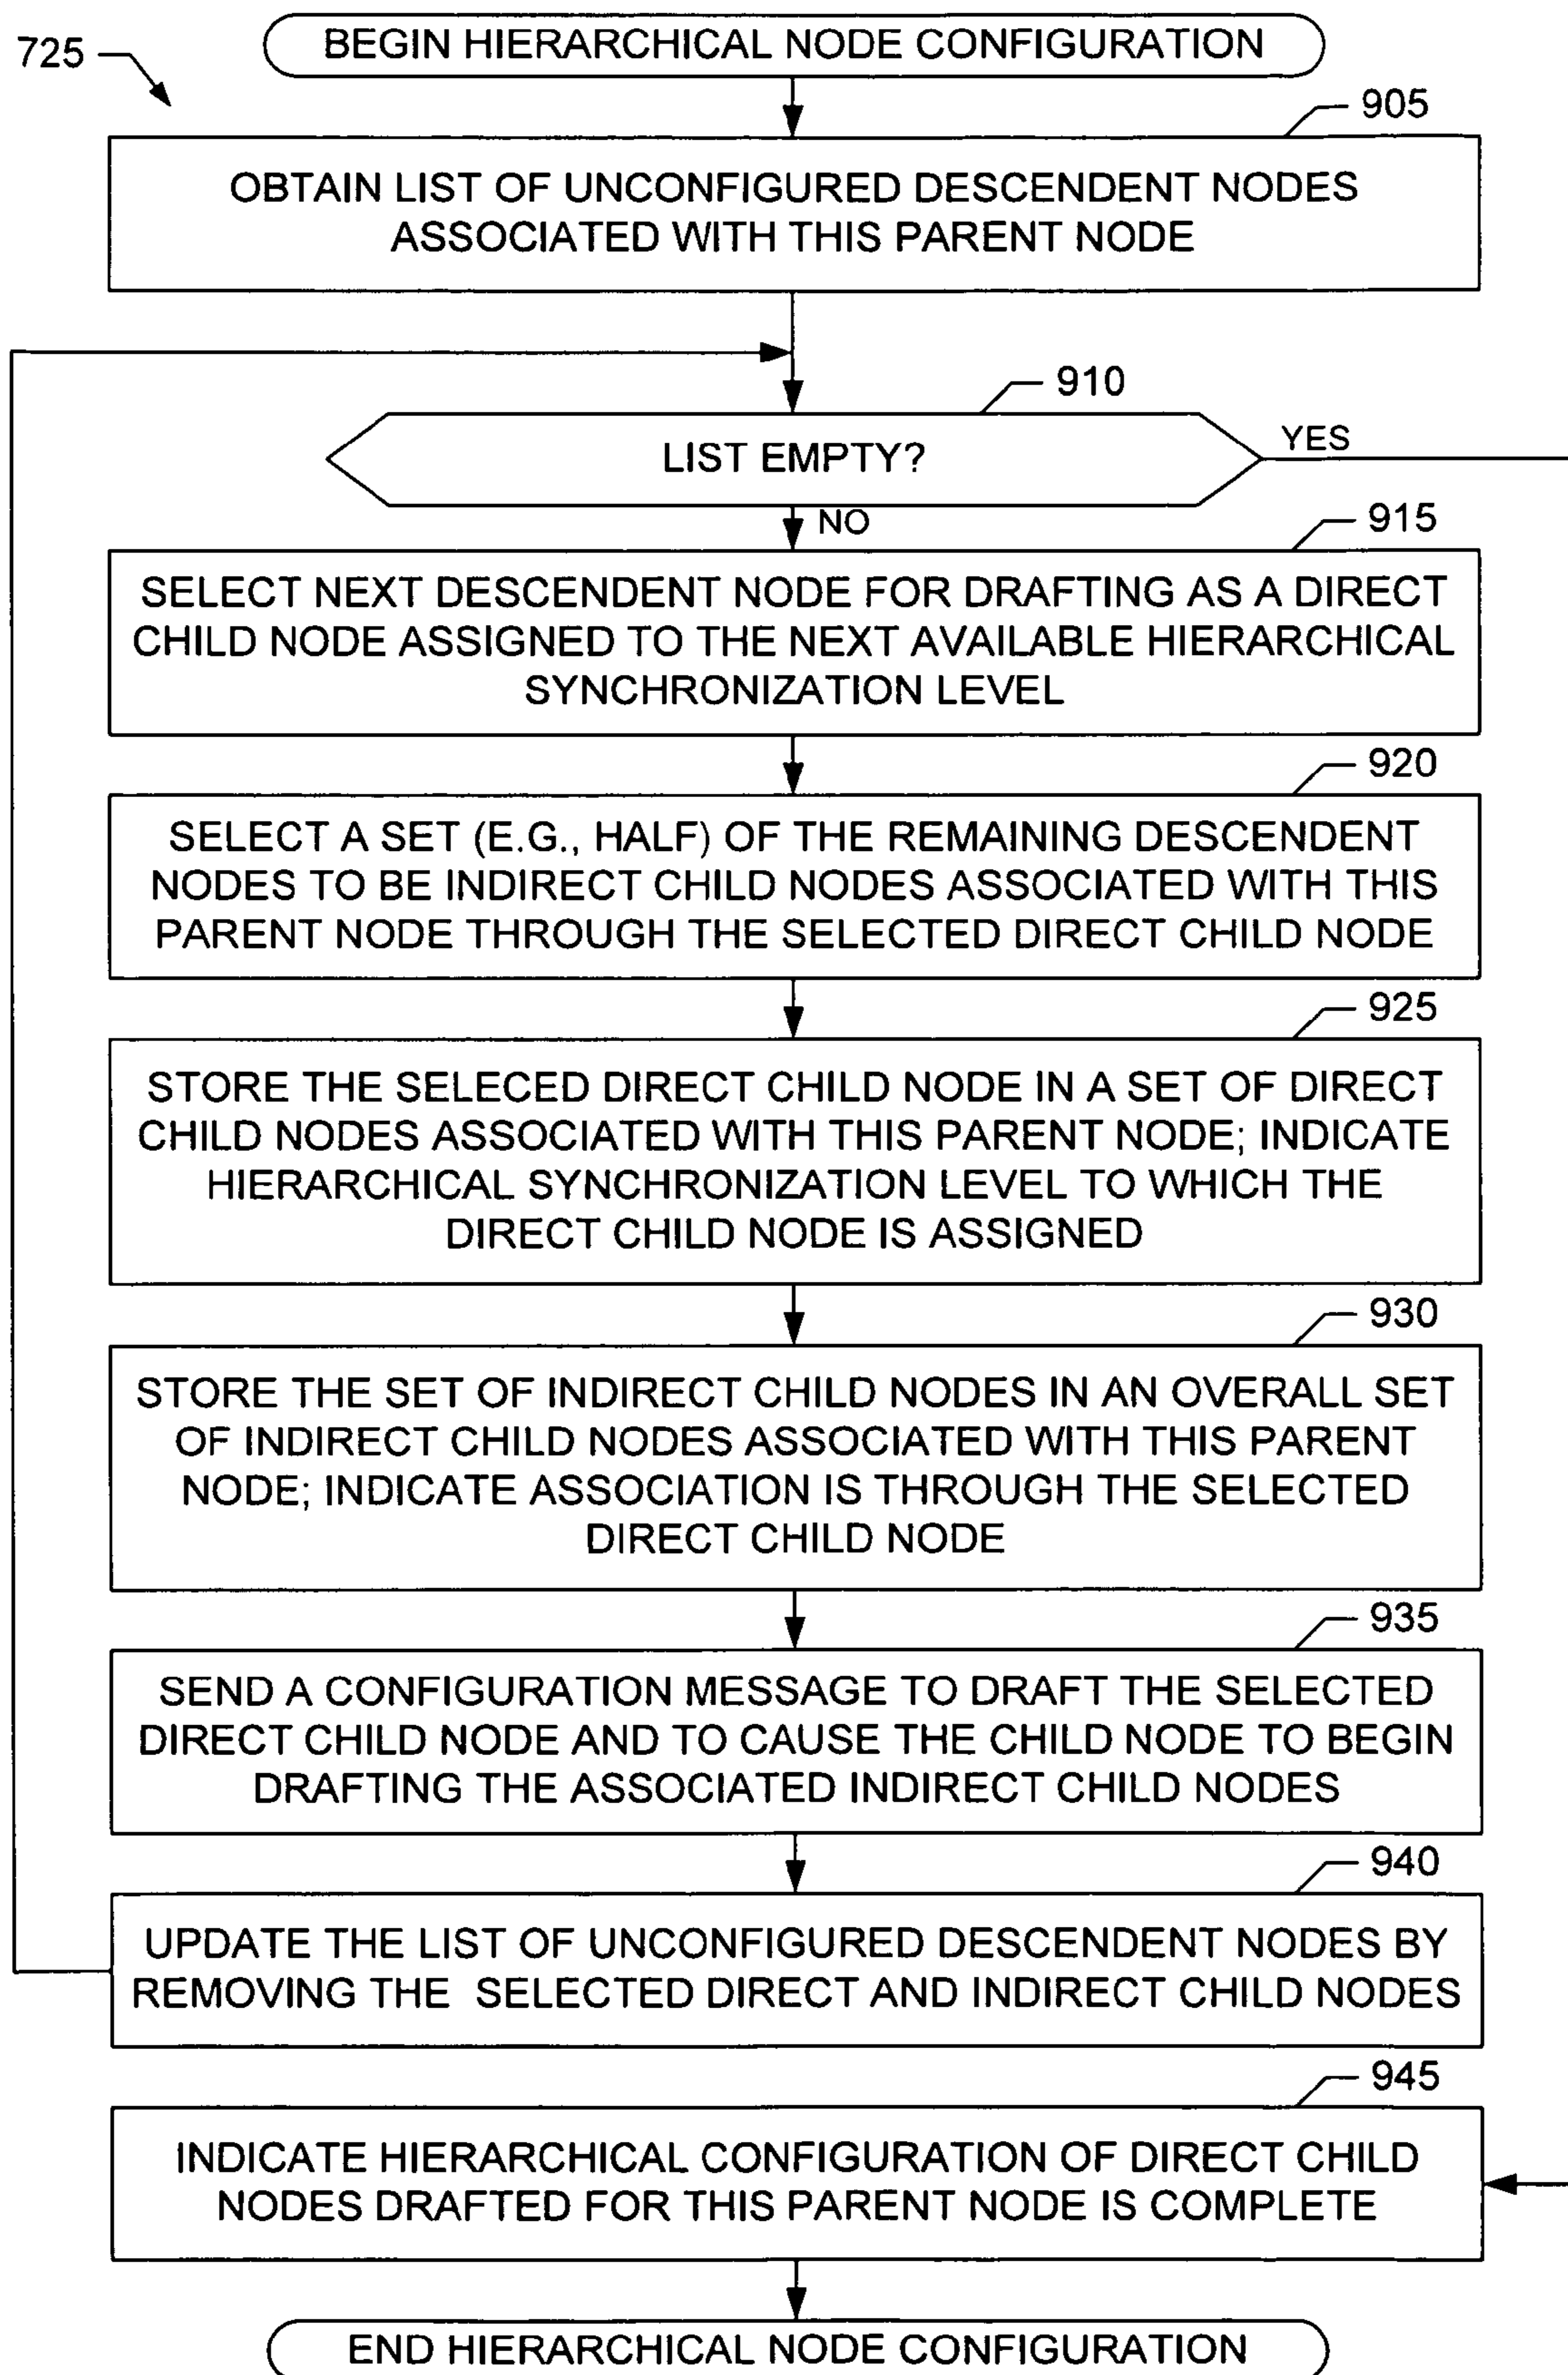 725
BEGIN HIERARCHICAL NODE CONFIGURATION
905
OBTAIN LIST OF UNCONFIGURED DESCENDENT NODES
ASSOCIATED WITH THIS PARENT NODE
910
LIST EMPTY?
YES
NO
915
SELECT NEXT DESCENDENT NODE FOR DRAFTING AS A DIRECT
CHILD NODE ASSIGNED TO THE NEXT AVAILABLE HIERARCHICAL
SYNCHRONIZATION LEVEL
920
SELECT A SET (E.G., HALF) OF THE REMAINING DESCENDENT
NODES TO BE INDIRECT CHILD NODES ASSOCIATED WITH THIS
PARENT NODE THROUGH THE SELECTED DIRECT CHILD NODE
925
STORE THE SELECED DIRECT CHILD NODE IN A SET OF DIRECT
CHILD NODES ASSOCIATED WITH THIS PARENT NODE; INDICATE
HIERARCHICAL SYNCHRONIZATION LEVEL TO WHICH THE
DIRECT CHILD NODE IS ASSIGNED
930
STORE THE SET OF INDIRECT CHILD NODES IN AN OVERALL SET
OF INDIRECT CHILD NODES ASSOCIATED WITH THIS PARENT
NODE; INDICATE ASSOCIATION IS THROUGH THE SELECTED
DIRECT CHILD NODE
935
SEND A CONFIGURATION MESSAGE TO DRAFT THE SELECTED
DIRECT CHILD NODE AND TO CAUSE THE CHILD NODE TO BEGIN
DRAFTING THE ASSOCIATED INDIRECT CHILD NODES
940
UPDATE THE LIST OF UNCONFIGURED DESCENDENT NODES BY
REMOVING THE SELECTED DIRECT AND INDIRECT CHILD NODES
945
INDICATE HIERARCHICAL CONFIGURATION OF DIRECT CHILD
NODES DRAFTED FOR THIS PARENT NODE IS COMPLETE
END HIERARCHICAL NODE CONFIGURATION